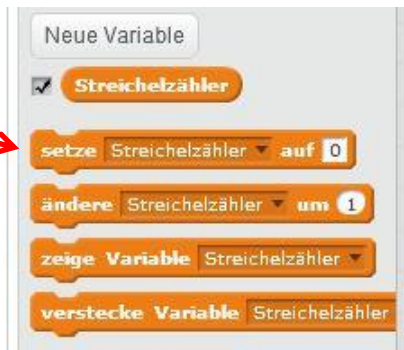 Neue Variable
Streichelzähler
setze Streichelzähler auf 0
ändere Streichelzähler um 1
zeige Variable Streichelzähler
verstecke Variable Streichelzähler